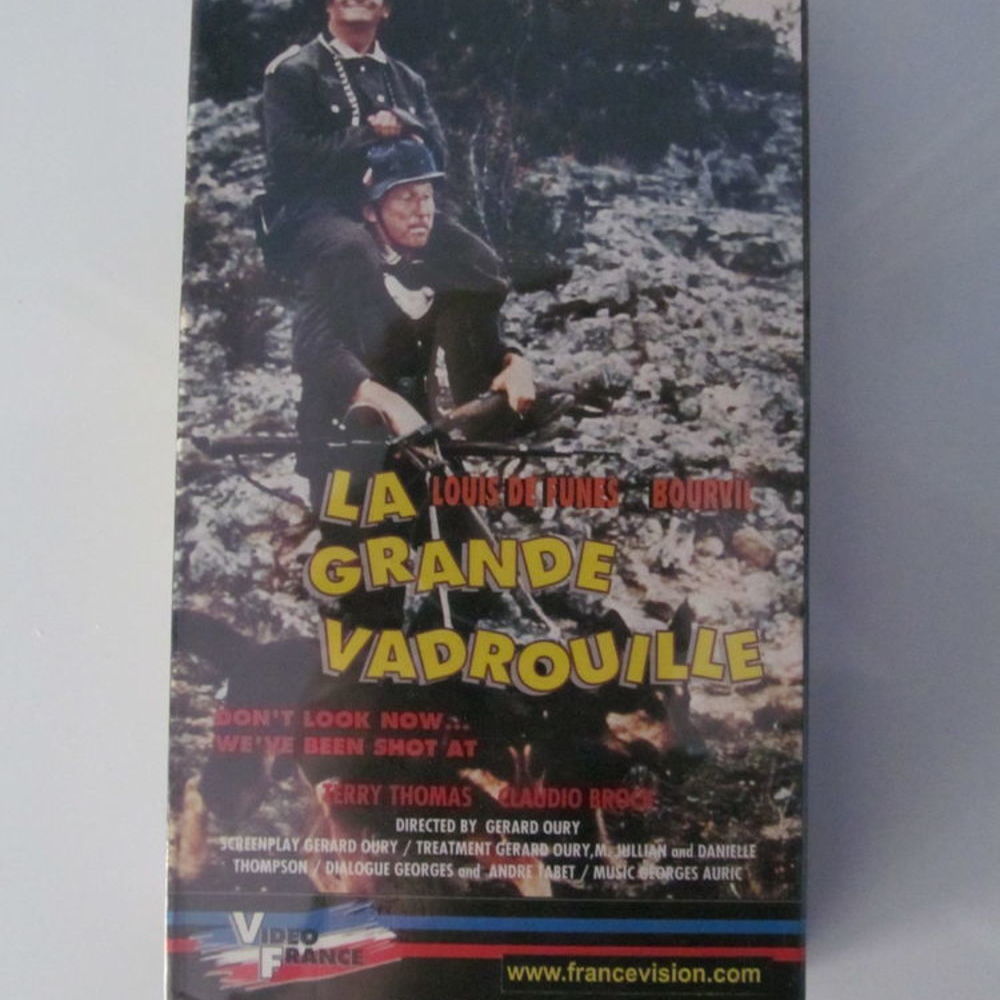 LA LOUIS DE FUNES BOURVIL
GRANDE
VADROUILLE
DON'T LOOK NOW...
WE'VE BEEN SHOT AT
TERRY THOMAS CLAUDIO BROCK
DIRECTED BY GERARD OURY
SCREENPLAY GERARD OURY / TREATMENT GERARD OURY,M. JULLIAN and DANIELLE
THOMPSON / DIALOGUE GEORGES and ANDRE TABET / MUSIC GEORGES AURIC
VIDEO
FRANCE
www.francevision.com